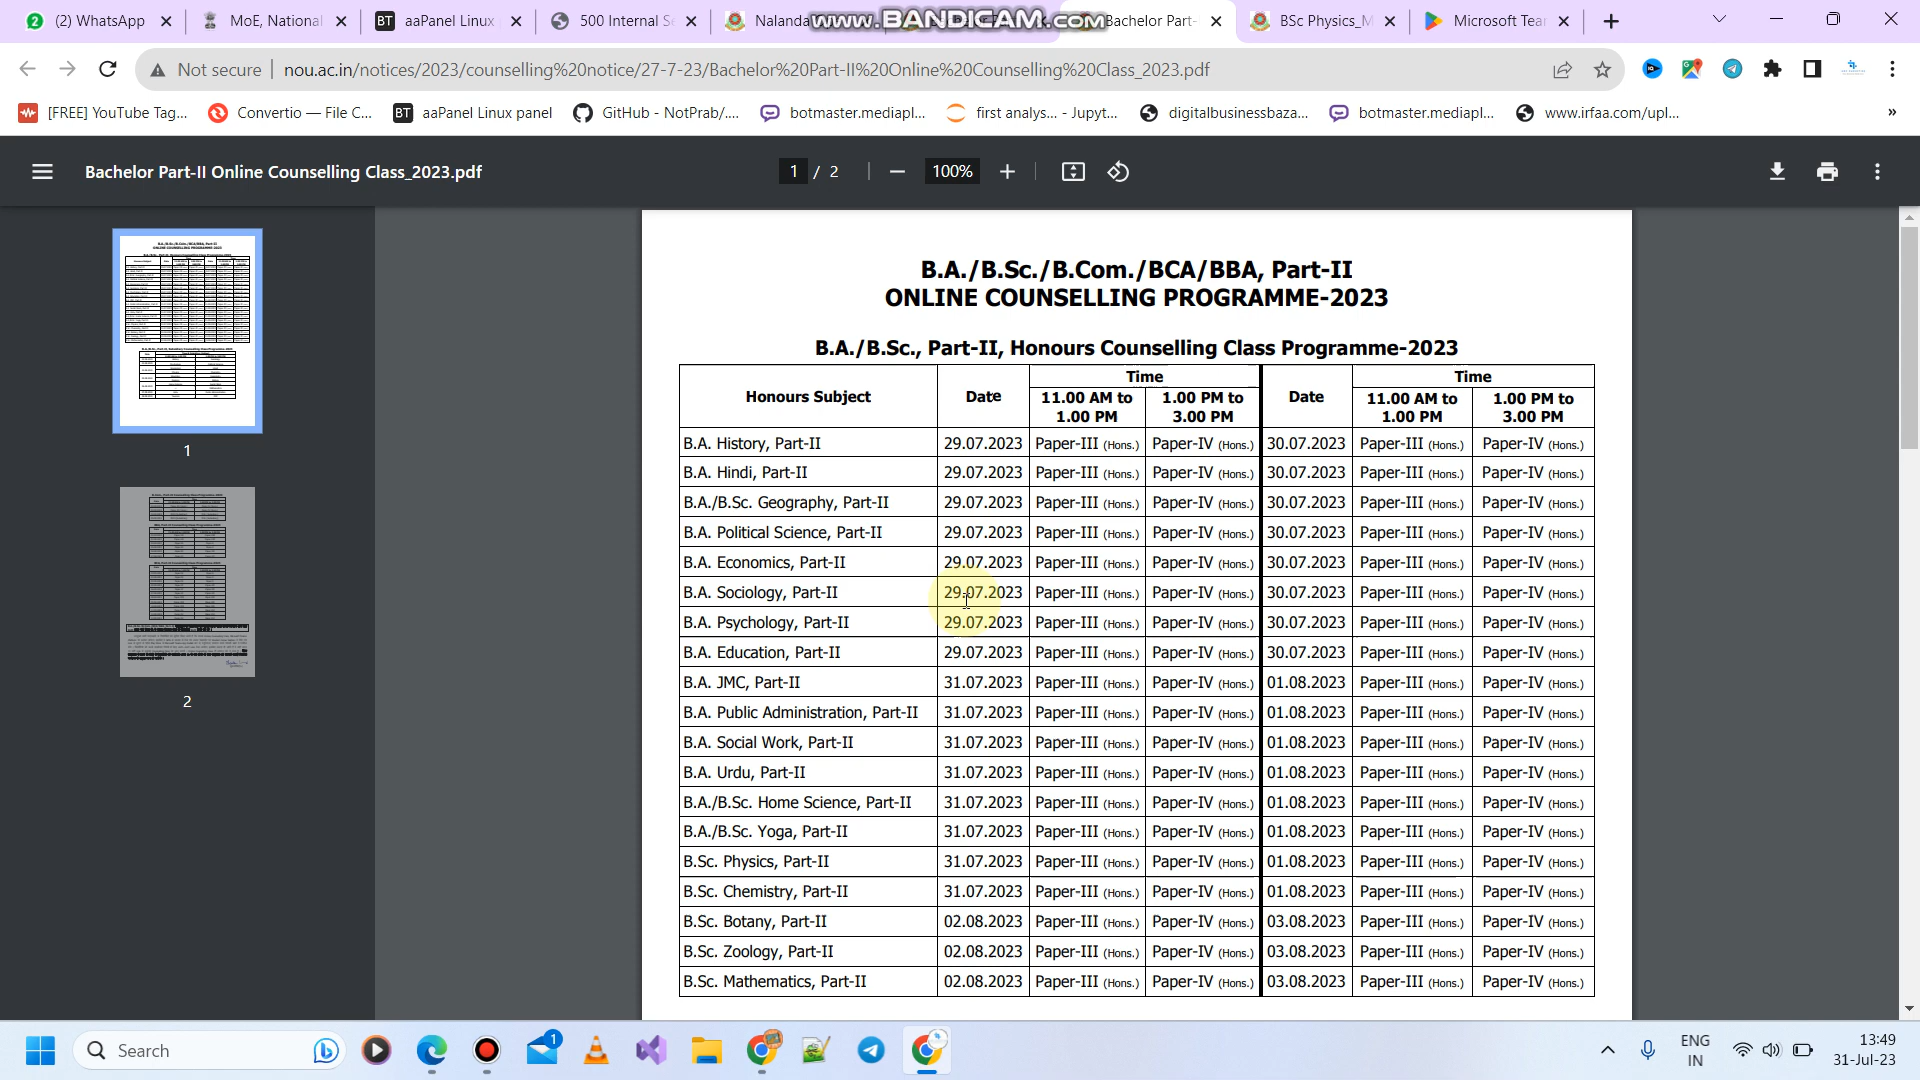 (2) WhatsApp
MoE, National
aaPanel Linux
500 Internal Se
Nalanda
www.BANDICAM.com
Bachelor Part-
BSc Physics_M
Microsoft Tea
Not secure
nou.ac.in/notices/2023/counselling%20notice/27-7-23/Bachelor%20Part-II%20Online%20Counselling%20Class_2023.pdf
[FREE] YouTube Tag...
Convertio — File C...
BT aaPanel Linux panel
GitHub - NotPrab/....
botmaster.mediapl...
first analys... - Jupyt...
digitalbusinessbaza...
botmaster.mediapl...
www.irfaa.com/upl...
Bachelor Part-II Online Counselling Class_2023.pdf
1 / 2
100%
1
2
B.A./B.Sc./B.Com./BCA/BBA, Part-II
ONLINE COUNSELLING PROGRAMME-2023
B.A./B.Sc., Part-II, Honours Counselling Class Programme-2023
Honours Subject Date Time Date Time
11.00 AM to 1.00 PM 1.00 PM to 3.00 PM 11.00 AM to 1.00 PM 1.00 PM to 3.00 PM
B.A. History, Part-II 29.07.2023 Paper-III (Hons.) Paper-IV (Hons.) 30.07.2023 Paper-III (Hons.) Paper-IV (Hons.)
B.A. Hindi, Part-II 29.07.2023 Paper-III (Hons.) Paper-IV (Hons.) 30.07.2023 Paper-III (Hons.) Paper-IV (Hons.)
B.A./B.Sc. Geography, Part-II 29.07.2023 Paper-III (Hons.) Paper-IV (Hons.) 30.07.2023 Paper-III (Hons.) Paper-IV (Hons.)
B.A. Political Science, Part-II 29.07.2023 Paper-III (Hons.) Paper-IV (Hons.) 30.07.2023 Paper-III (Hons.) Paper-IV (Hons.)
B.A. Economics, Part-II 29.07.2023 Paper-III (Hons.) Paper-IV (Hons.) 30.07.2023 Paper-III (Hons.) Paper-IV (Hons.)
B.A. Sociology, Part-II 29.07.2023 Paper-III (Hons.) Paper-IV (Hons.) 30.07.2023 Paper-III (Hons.) Paper-IV (Hons.)
B.A. Psychology, Part-II 29.07.2023 Paper-III (Hons.) Paper-IV (Hons.) 30.07.2023 Paper-III (Hons.) Paper-IV (Hons.)
B.A. Education, Part-II 29.07.2023 Paper-III (Hons.) Paper-IV (Hons.) 30.07.2023 Paper-III (Hons.) Paper-IV (Hons.)
B.A. JMC, Part-II 31.07.2023 Paper-III (Hons.) Paper-IV (Hons.) 01.08.2023 Paper-III (Hons.) Paper-IV (Hons.)
B.A. Public Administration, Part-II 31.07.2023 Paper-III (Hons.) Paper-IV (Hons.) 01.08.2023 Paper-III (Hons.) Paper-IV (Hons.)
B.A. Social Work, Part-II 31.07.2023 Paper-III (Hons.) Paper-IV (Hons.) 01.08.2023 Paper-III (Hons.) Paper-IV (Hons.)
B.A. Urdu, Part-II 31.07.2023 Paper-III (Hons.) Paper-IV (Hons.) 01.08.2023 Paper-III (Hons.) Paper-IV (Hons.)
B.A./B.Sc. Home Science, Part-II 31.07.2023 Paper-III (Hons.) Paper-IV (Hons.) 01.08.2023 Paper-III (Hons.) Paper-IV (Hons.)
B.A./B.Sc. Yoga, Part-II 31.07.2023 Paper-III (Hons.) Paper-IV (Hons.) 01.08.2023 Paper-III (Hons.) Paper-IV (Hons.)
B.Sc. Physics, Part-II 31.07.2023 Paper-III (Hons.) Paper-IV (Hons.) 01.08.2023 Paper-III (Hons.) Paper-IV (Hons.)
B.Sc. Chemistry, Part-II 31.07.2023 Paper-III (Hons.) Paper-IV (Hons.) 01.08.2023 Paper-III (Hons.) Paper-IV (Hons.)
B.Sc. Botany, Part-II 02.08.2023 Paper-III (Hons.) Paper-IV (Hons.) 03.08.2023 Paper-III (Hons.) Paper-IV (Hons.)
B.Sc. Zoology, Part-II 02.08.2023 Paper-III (Hons.) Paper-IV (Hons.) 03.08.2023 Paper-III (Hons.) Paper-IV (Hons.)
B.Sc. Mathematics, Part-II 02.08.2023 Paper-III (Hons.) Paper-IV (Hons.) 03.08.2023 Paper-III (Hons.) Paper-IV (Hons.)
Search
1
ENG
IN
13:49
31-Jul-23